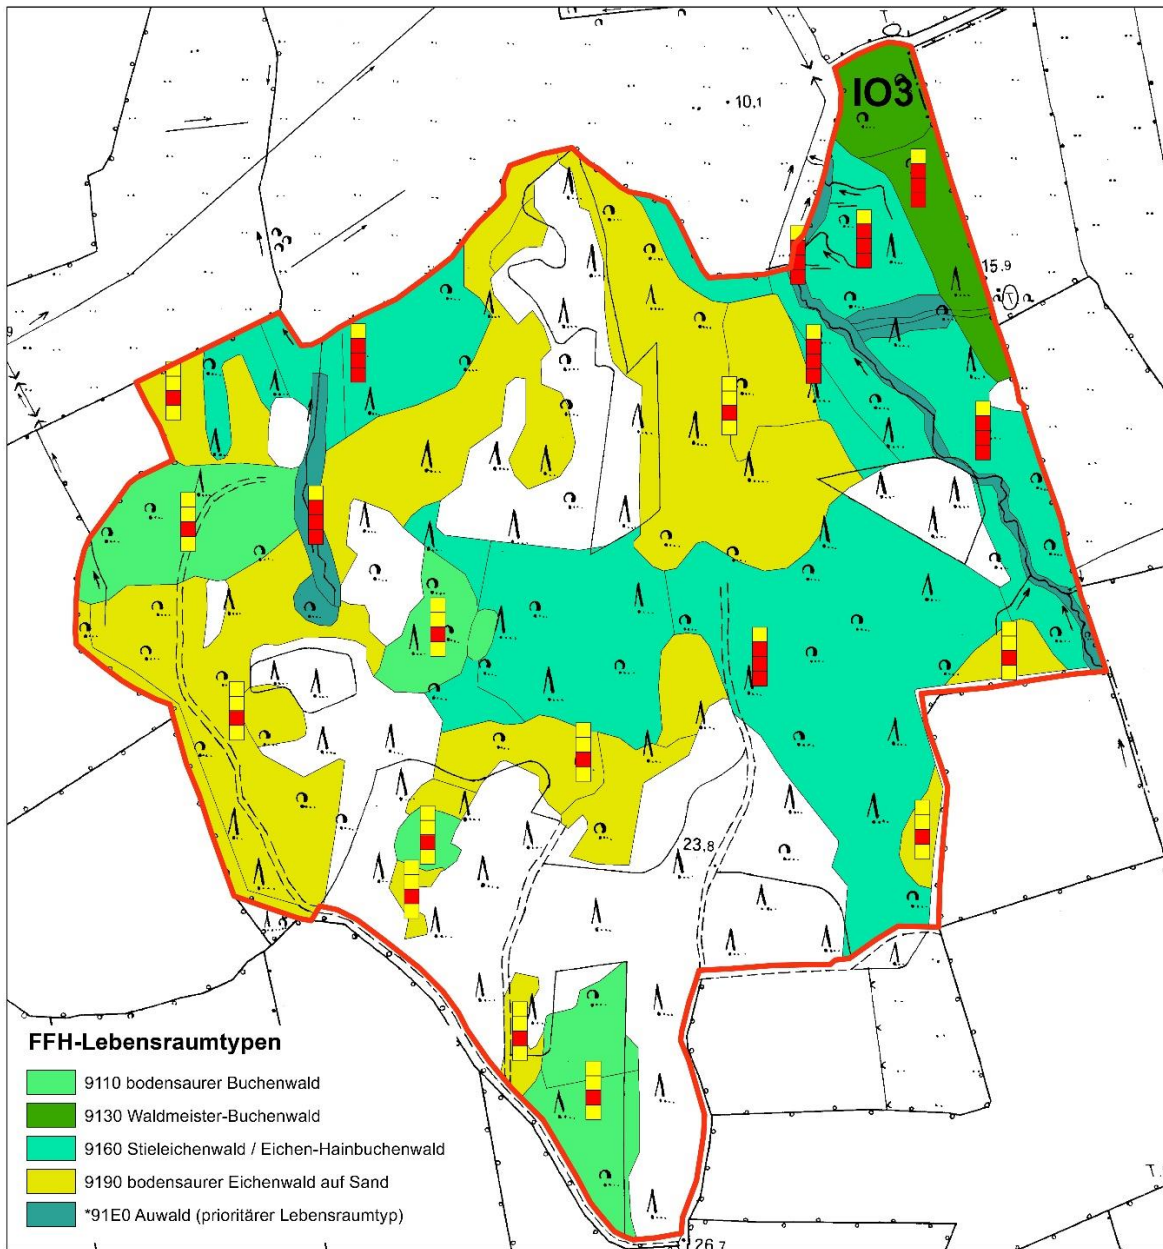 T
IO3
10,1
15.9
T
9
23,8
FFH-Lebensraumtypen
9110 bodensaurer Buchenwald
9130 Waldmeister-Buchenwald
9160 Stieleichenwald / Eichen-Hainbuchenwald
9190 bodensaurer Eichenwald auf Sand
*91E0 Auwald (prioritärer Lebensraumtyp)
T.
26,7